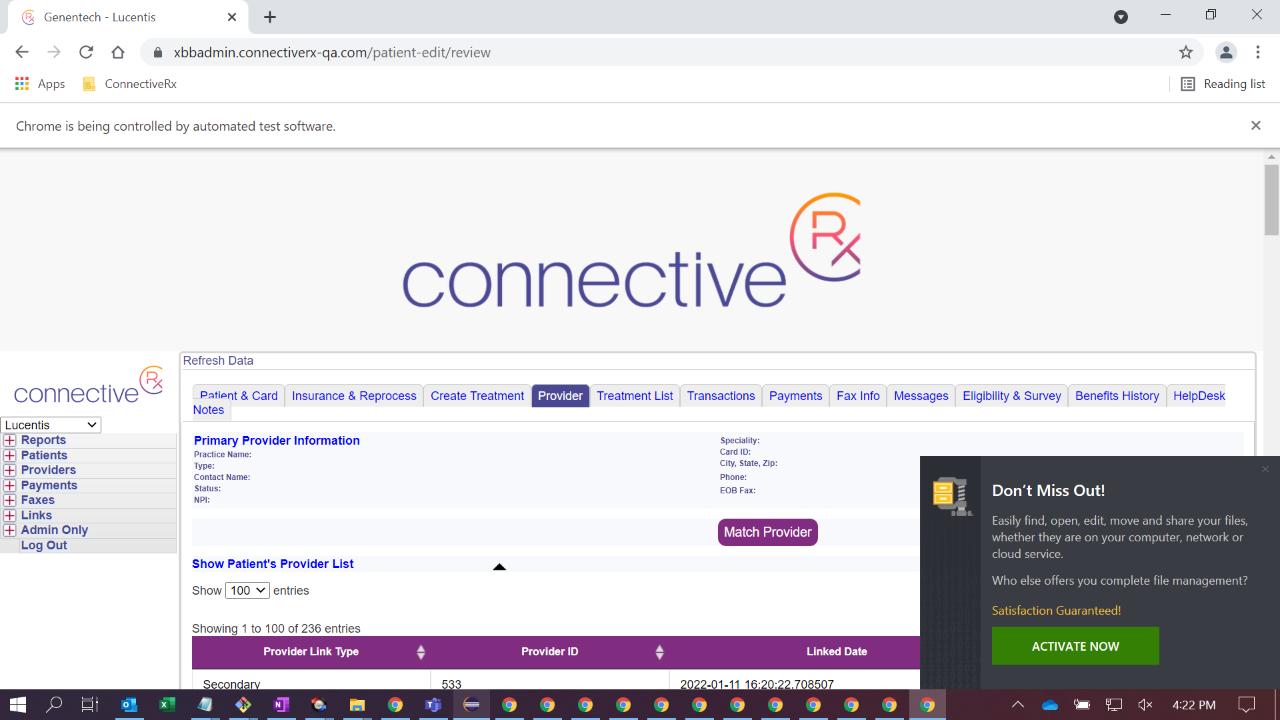 Genentech - Lucentis
xbbadmin.connectiverx-qa.com/patient-edit/review
Apps
ConnectiveRx
Reading list
Chrome is being controlled by automated test software.
connective Rx
connective Rx
Lucentis
Reports
Patients
Providers
Payments
Faxes
Links
Admin Only
Log Out
Refresh Data
Patient & Card
Insurance & Reprocess
Create Treatment
Provider
Treatment List
Transactions
Payments
Fax Info
Messages
Eligibility & Survey
Benefits History
HelpDesk
Notes
Primary Provider Information
Practice Name:
Type:
Contact Name:
Status:
NPI:
Speciality:
Card ID:
City, State, Zip:
Phone:
EOB Fax:
Match Provider
Show Patient's Provider List
Show 100 entries
Showing 1 to 100 of 236 entries
Provider Link Type
Provider ID
Linked Date
Secondary
533
2022-01-11 16:20:22.708507
Don't Miss Out!
Easily find, open, edit, move and share your files,
whether they are on your computer, network or
cloud service.
Who else offers you complete file management?
Satisfaction Guaranteed!
ACTIVATE NOW
4:22 PM